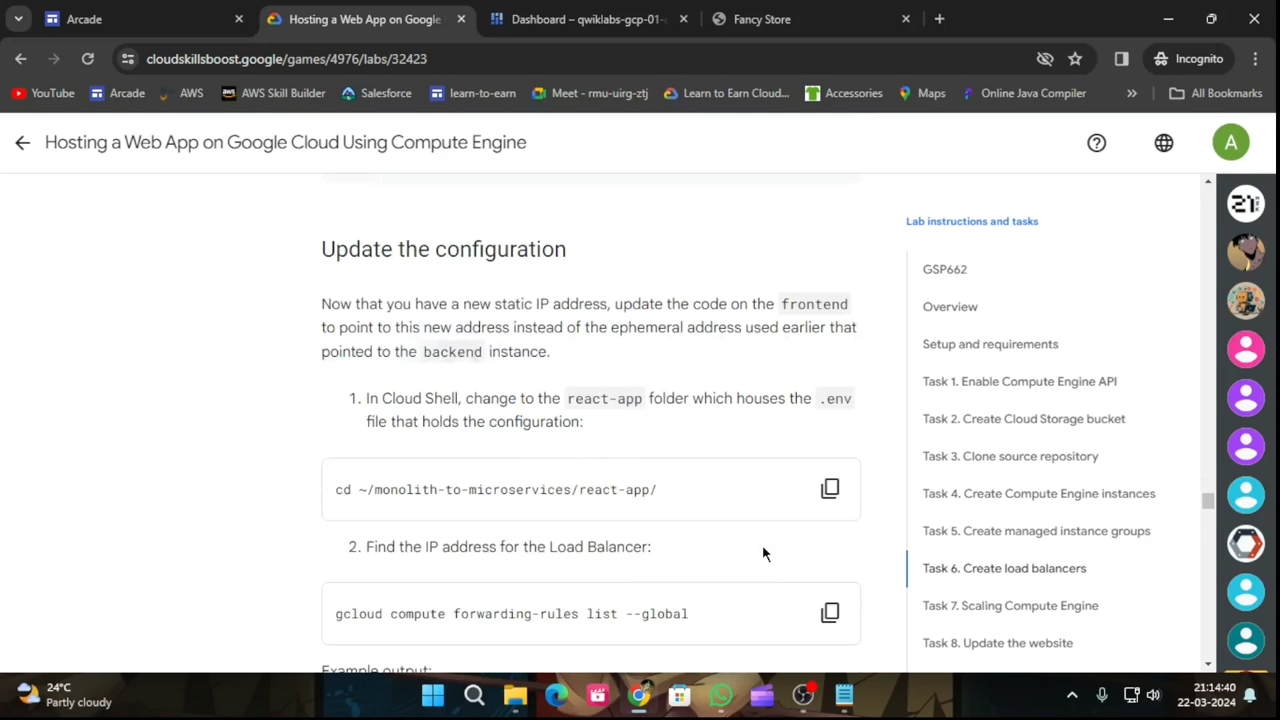 Arcade
Hosting a Web App on Google
Dashboard – qwiklabs-gcp-01-
Fancy Store
cloudskillsboost.google/games/4976/labs/32423
Incognito
YouTube
Arcade
AWS
AWS Skill Builder
Salesforce
learn-to-earn
Meet - rmu-uirg-ztj
Learn to Earn Cloud...
Accessories
Maps
Online Java Compiler
All Bookmarks
Hosting a Web App on Google Cloud Using Compute Engine
A
Update the configuration
Now that you have a new static IP address, update the code on the frontend
to point to this new address instead of the ephemeral address used earlier that
pointed to the backend instance.
1. In Cloud Shell, change to the react-app folder which houses the .env
file that holds the configuration:
cd ~/monolith-to-microservices/react-app/
2. Find the IP address for the Load Balancer:
gcloud compute forwarding-rules list --global
Example output:
Lab instructions and tasks
GSP662
Overview
Setup and requirements
Task 1. Enable Compute Engine API
Task 2. Create Cloud Storage bucket
Task 3. Clone source repository
Task 4. Create Compute Engine instances
Task 5. Create managed instance groups
Task 6. Create load balancers
Task 7. Scaling Compute Engine
Task 8. Update the website
24°C
Partly cloudy
21:14:40
22-03-2024